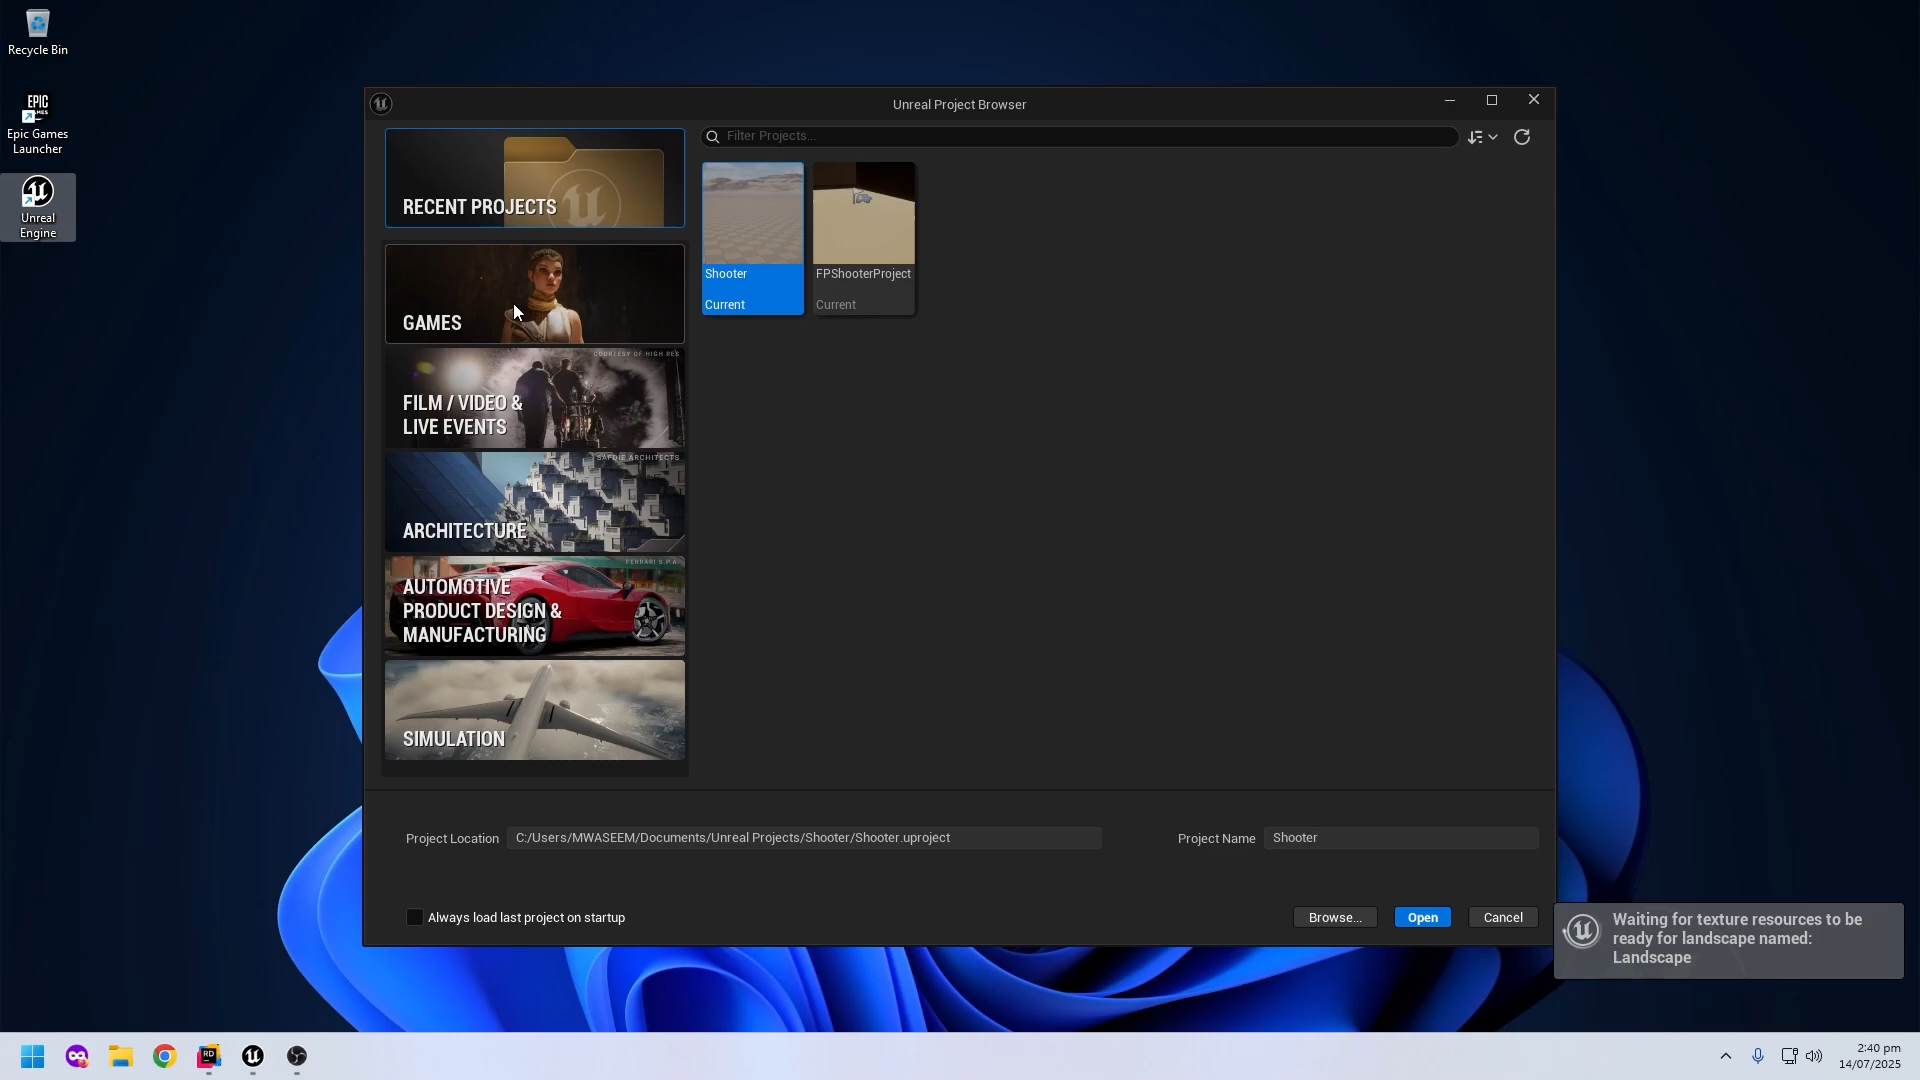 Recycle Bin
EPIC
GAMES
Epic Games
Launcher
Unreal
Engine
Unreal Project Browser
RECENT PROJECTS
Filter Projects...
Shooter
Current
FPShooterProject
Current
GAMES
COURTESY OF HIGH RES
FILM / VIDEO &
LIVE EVENTS
SAFDIE ARCHITECTS
ARCHITECTURE
FERRARI S.P.A.
AUTOMOTIVE
PRODUCT DESIGN &
MANUFACTURING
SIMULATION
Project Location
C:/Users/MWASEEM/Documents/Unreal Projects/Shooter/Shooter.uproject
Project Name
Shooter
Always load last project on startup
Browse...
Open
Cancel
Waiting for texture resources to be
ready for landscape named:
Landscape
RD
2:40 pm
14/07/2025